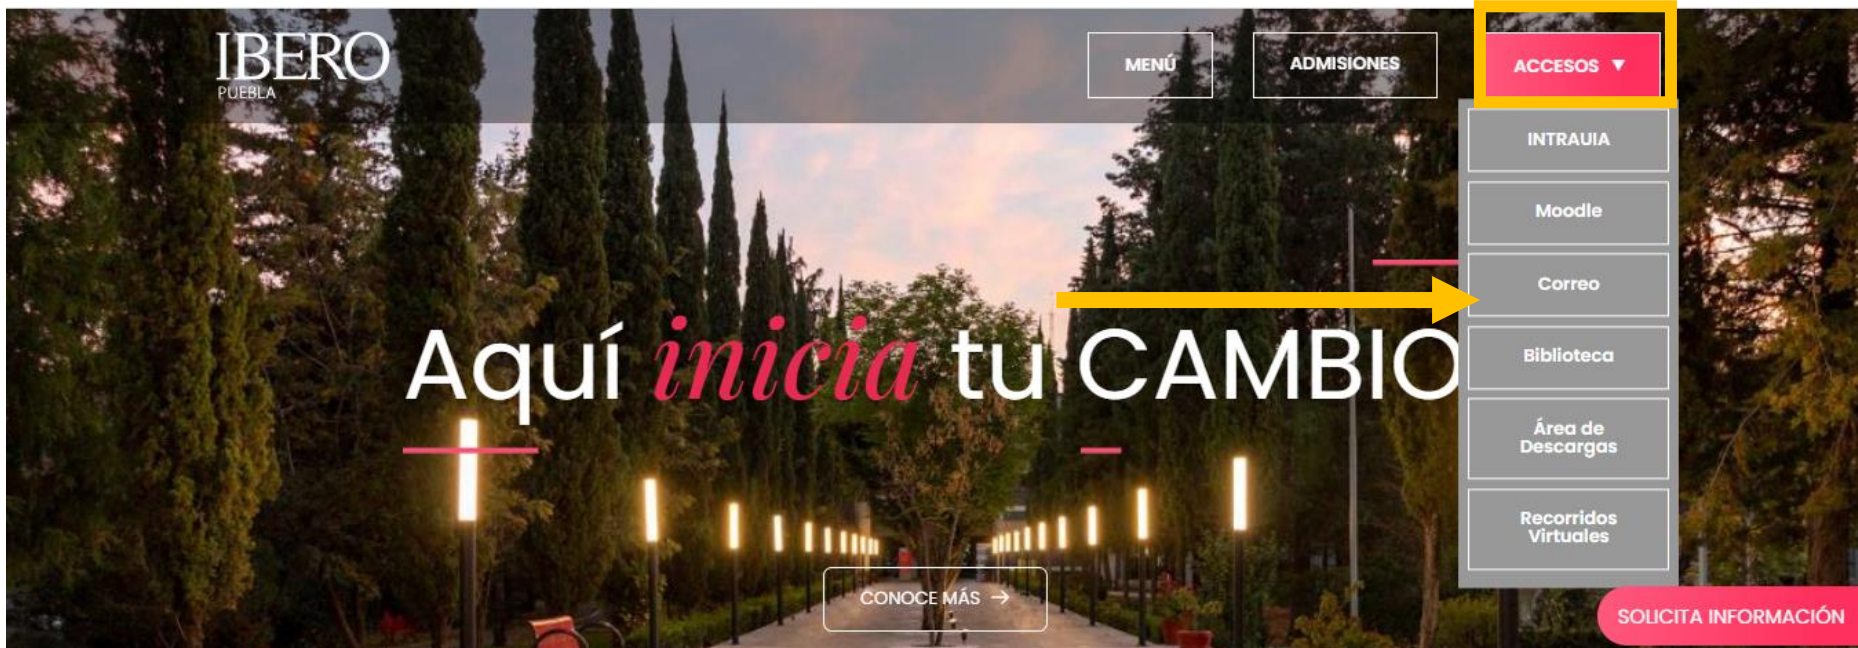 IBERO
PUEBLA
MENÚ
ADMISIONES
ACCESOS ▼
INTRAUIA
Moodle
Correo
Biblioteca
Área de
Descargas
Recorridos
Virtuales
Aquí inicia tu CAMBIO
CONOCE MÁS →
SOLICITA INFORMACIÓN